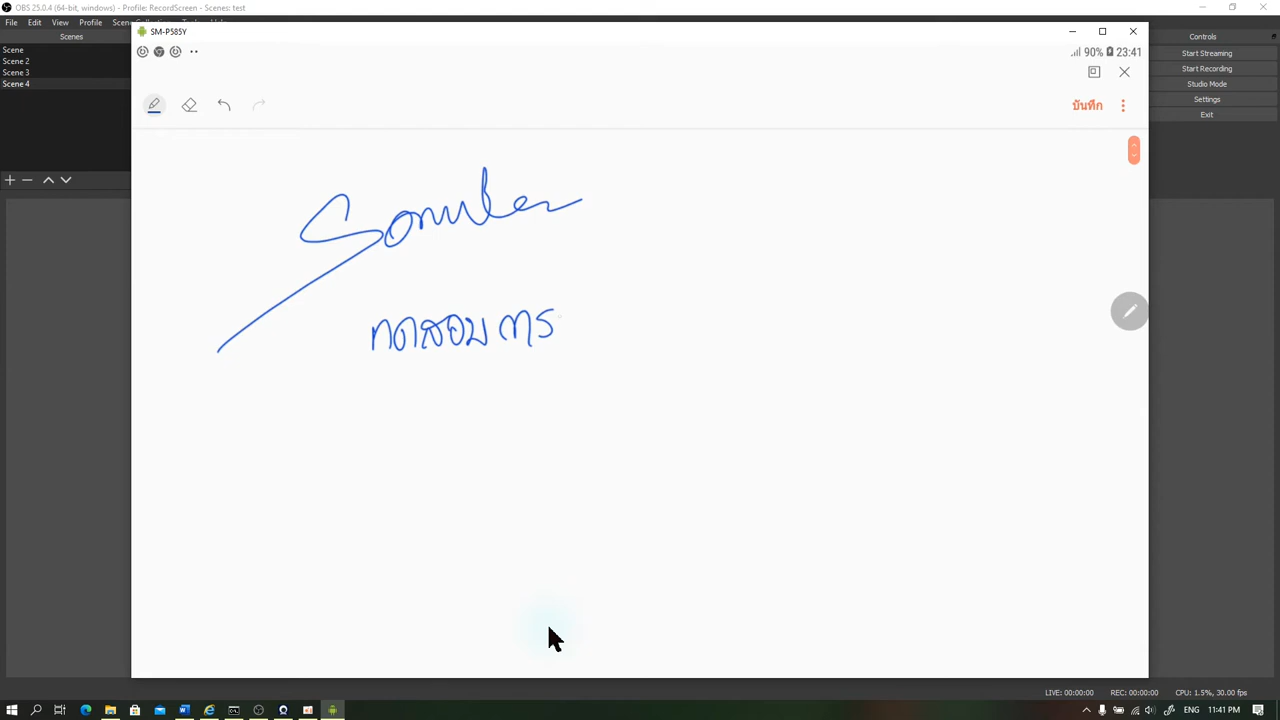 OBS 25.0.4 (64-bit, windows) - Profile: RecordScreen - Scenes: test
File Edit View Profile
Scenes
Scene
Scene 2
Scene 3
Scene 4
SM-P585Y
90% 23:41
บันทึก
ทดสอบการ
Controls
Start Streaming
Start Recording
Studio Mode
Settings
Exit
LIVE: 00:00:00 REC: 00:00:00 CPU: 1.5%, 30.00 fps
ENG 11:41 PM